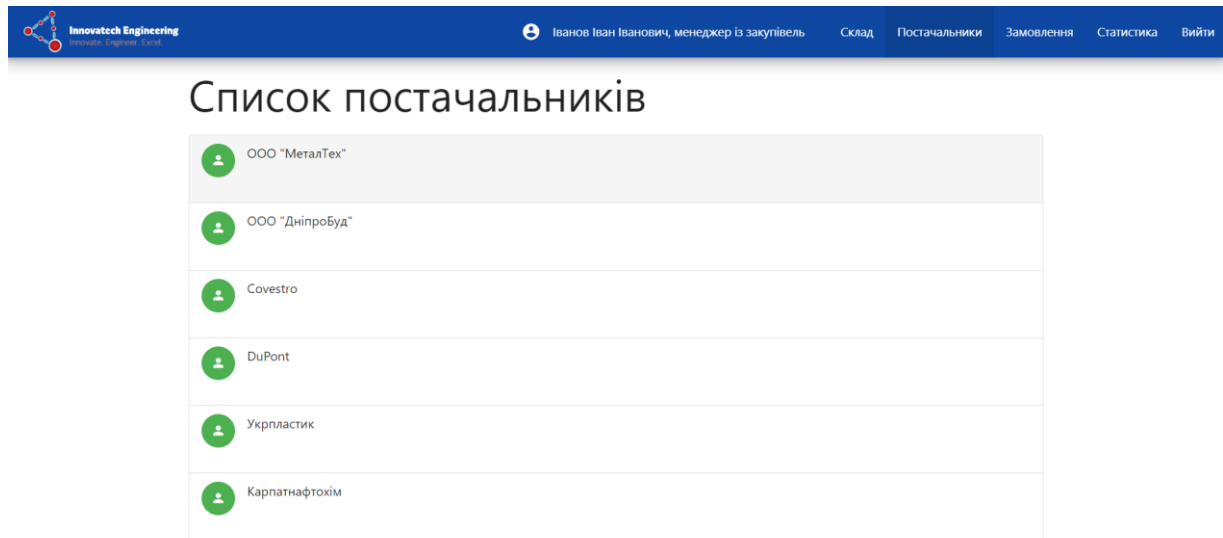 Innovatech Engineering
Innovate. Engineer. Excel.
Іванов Іван Іванович, менеджер із закупівель
Склад
Постачальники
Замовлення
Статистика
Вийти
Список постачальників
ООО "МеталТех"
ООО "ДніпроБуд"
Covestro
DuPont
Укрпластик
Карпатнафтохім